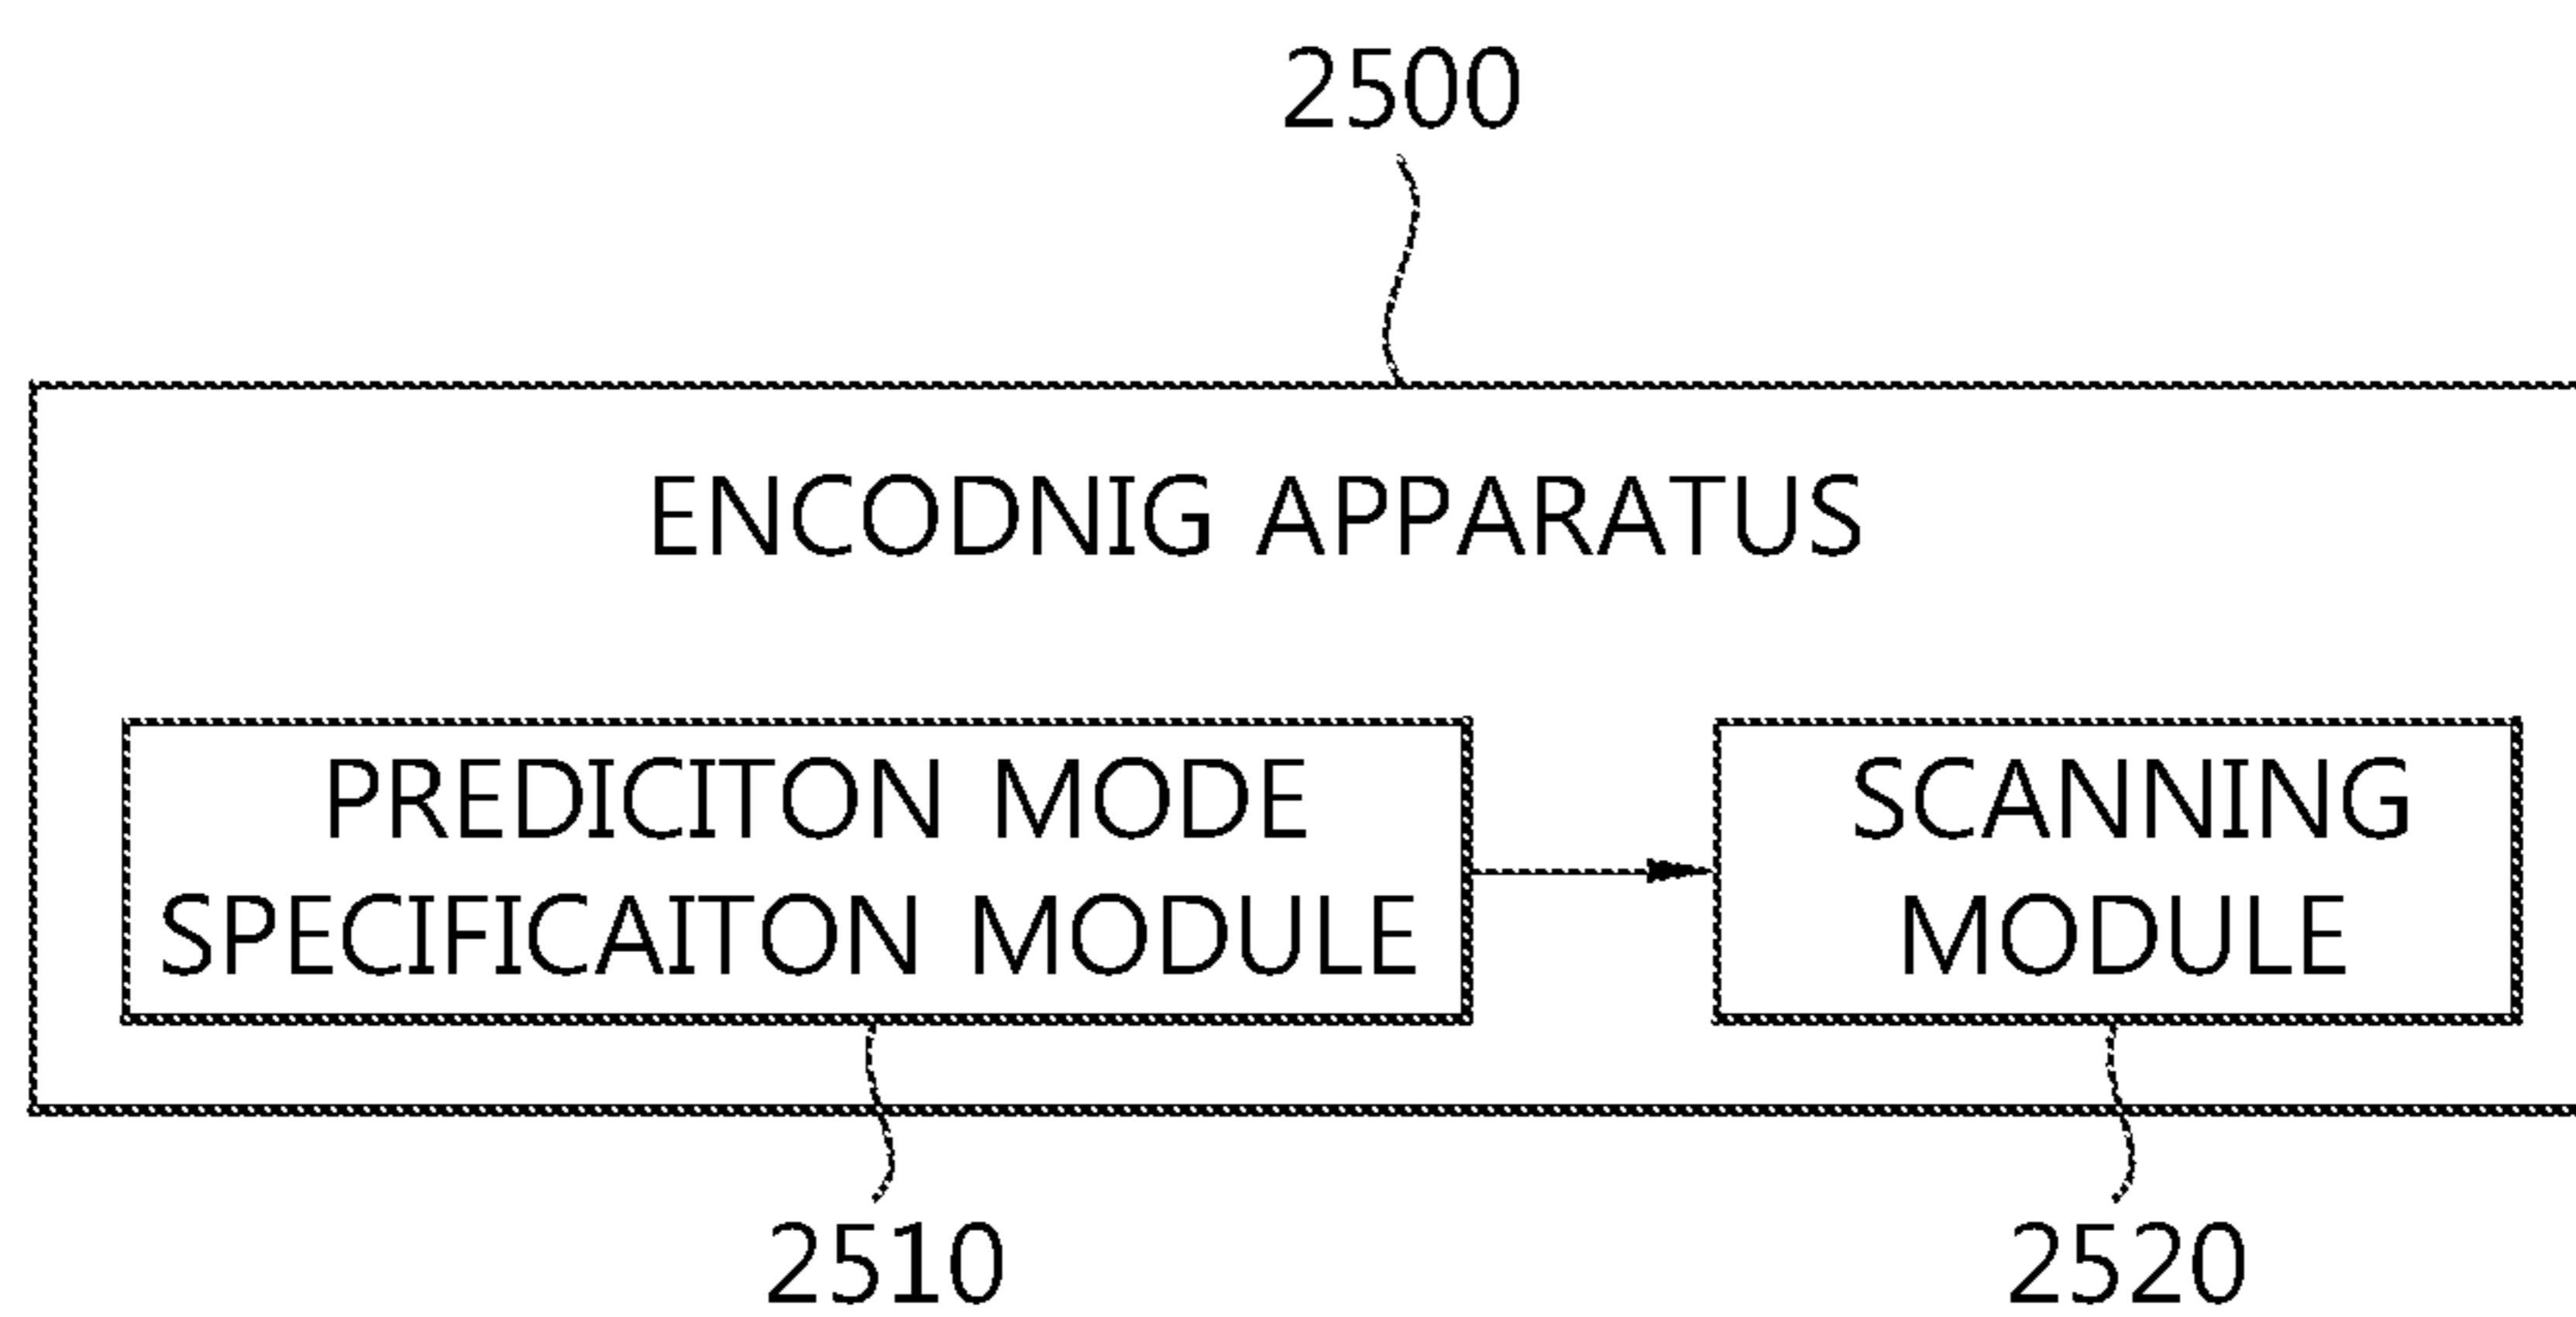 2500
ENCODNIG APPARATUS
PREDICITON MODE
SPECIFICAITON MODULE
SCANNING
MODULE
2510
2520